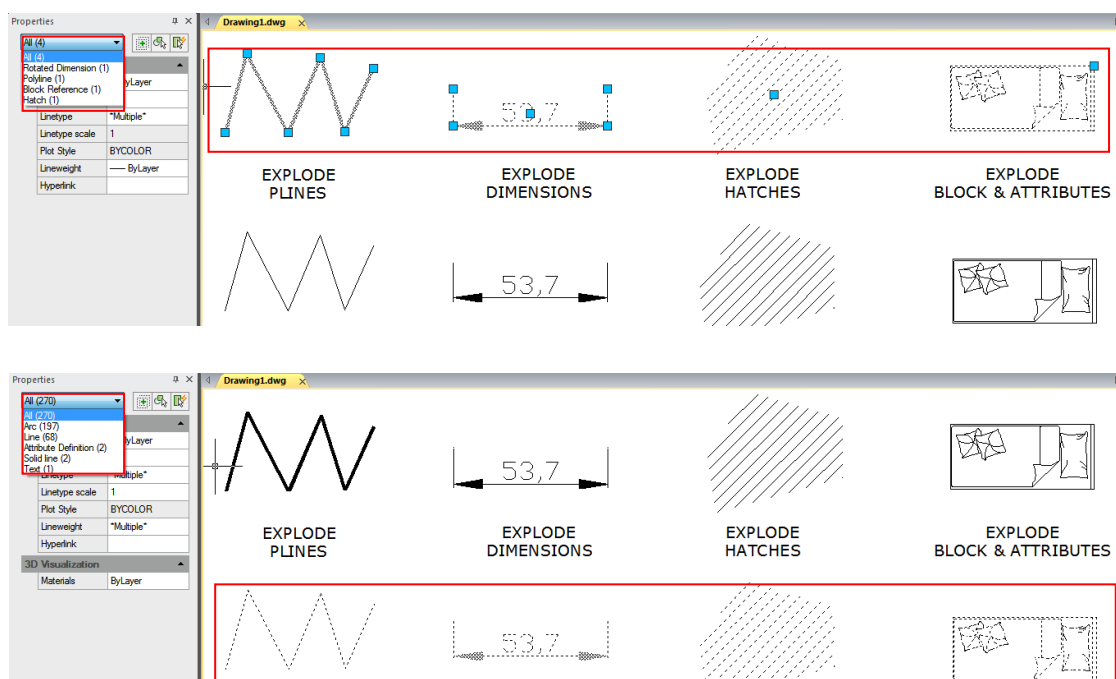 Properties
Drawing1.dwg
All (4)
All (4)
Rotated Dimension (1)
Polyline (1)
Block Reference (1)
Hatch (1)
yLayer
Linetype *Multiple*
Linetype scale 1
Plot Style BYCOLOR
Lineweight ByLayer
Hyperlink
53,7
EXPLODE
PLINES
EXPLODE
DIMENSIONS
EXPLODE
HATCHES
EXPLODE
BLOCK & ATTRIBUTES
53,7
Properties
Drawing1.dwg
All (270)
All (270)
Arc (197)
Line (68)
Attribute Definition (2)
Solid line (2)
Text (1)
yLayer
Linetype *Multiple*
Linetype scale 1
Plot Style BYCOLOR
Lineweight *Multiple*
Hyperlink
3D Visualization
Materials ByLayer
53,7
EXPLODE
PLINES
EXPLODE
DIMENSIONS
EXPLODE
HATCHES
EXPLODE
BLOCK & ATTRIBUTES
53,7